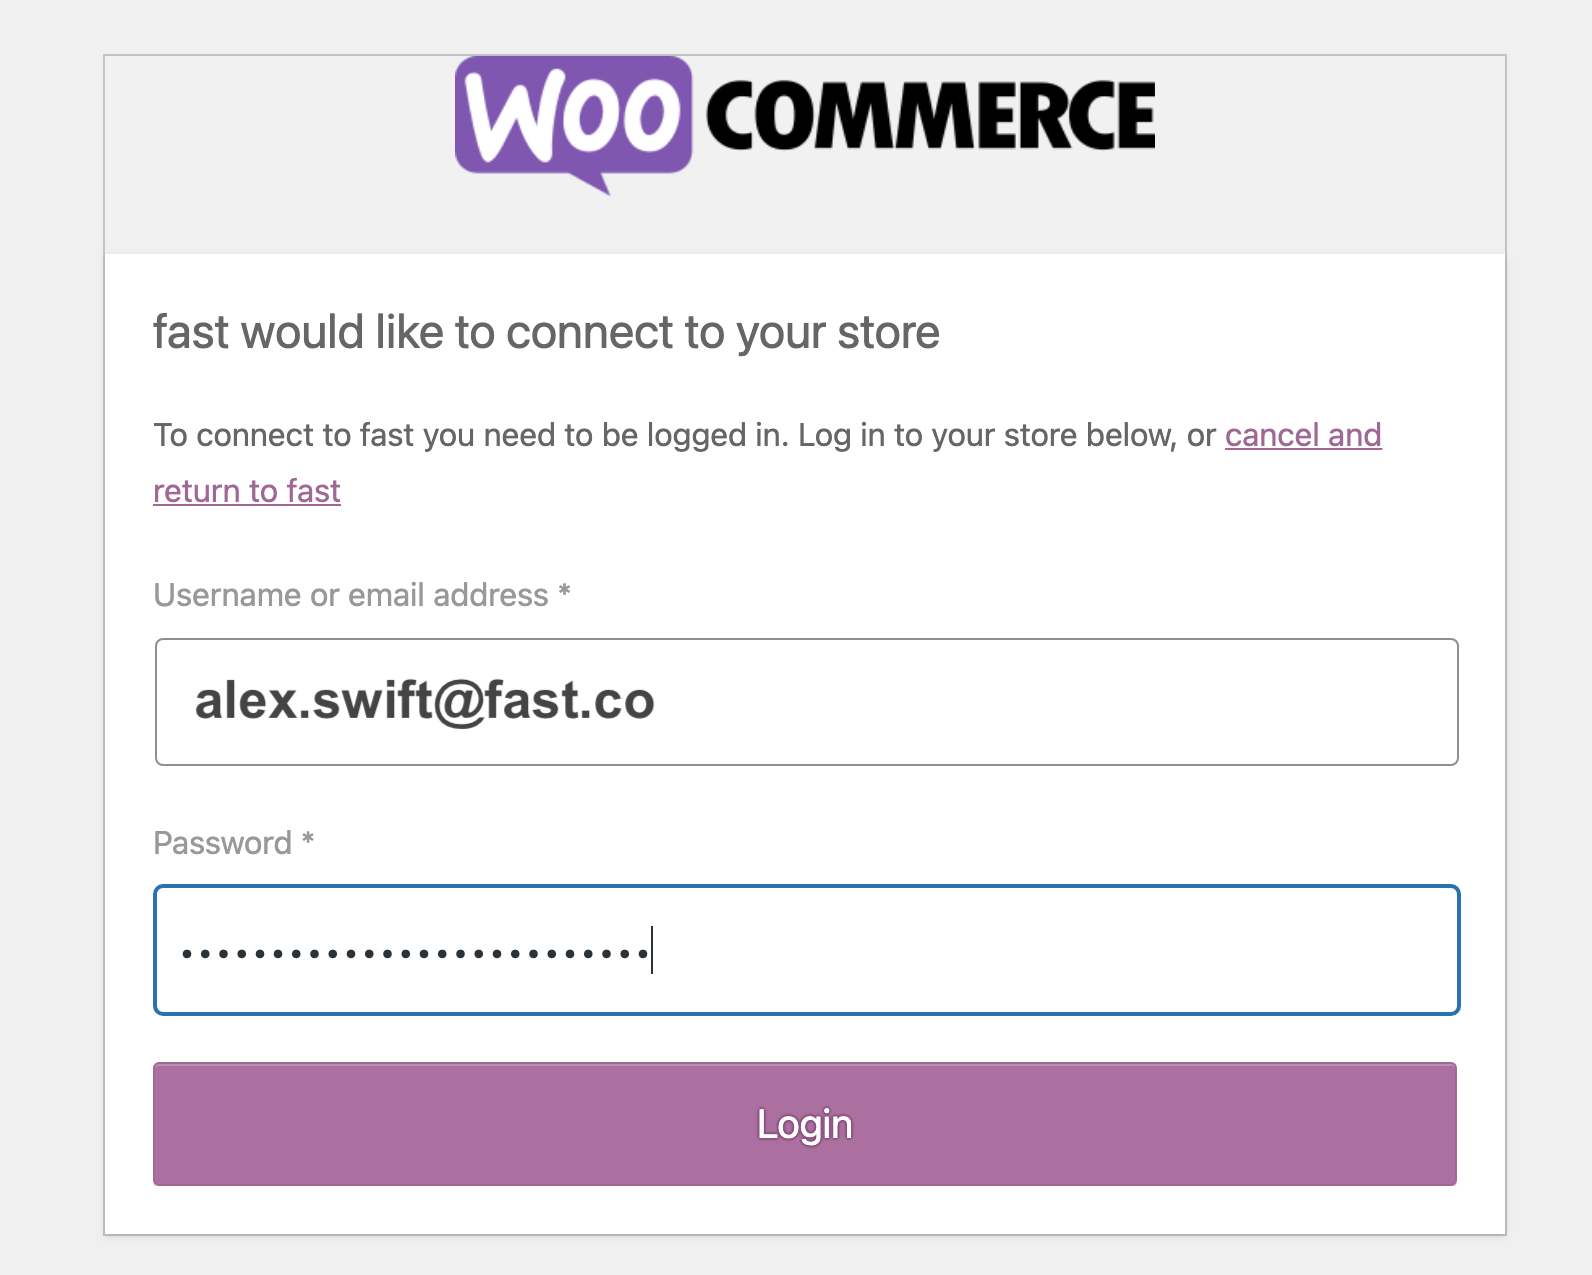 WOO COMMERCE
fast would like to connect to your store
To connect to fast you need to be logged in. Log in to your store below, or cancel and
return to fast
Username or email address *
alex.swift@fast.co
Password *
••••••••••••••••••••••••••
Login